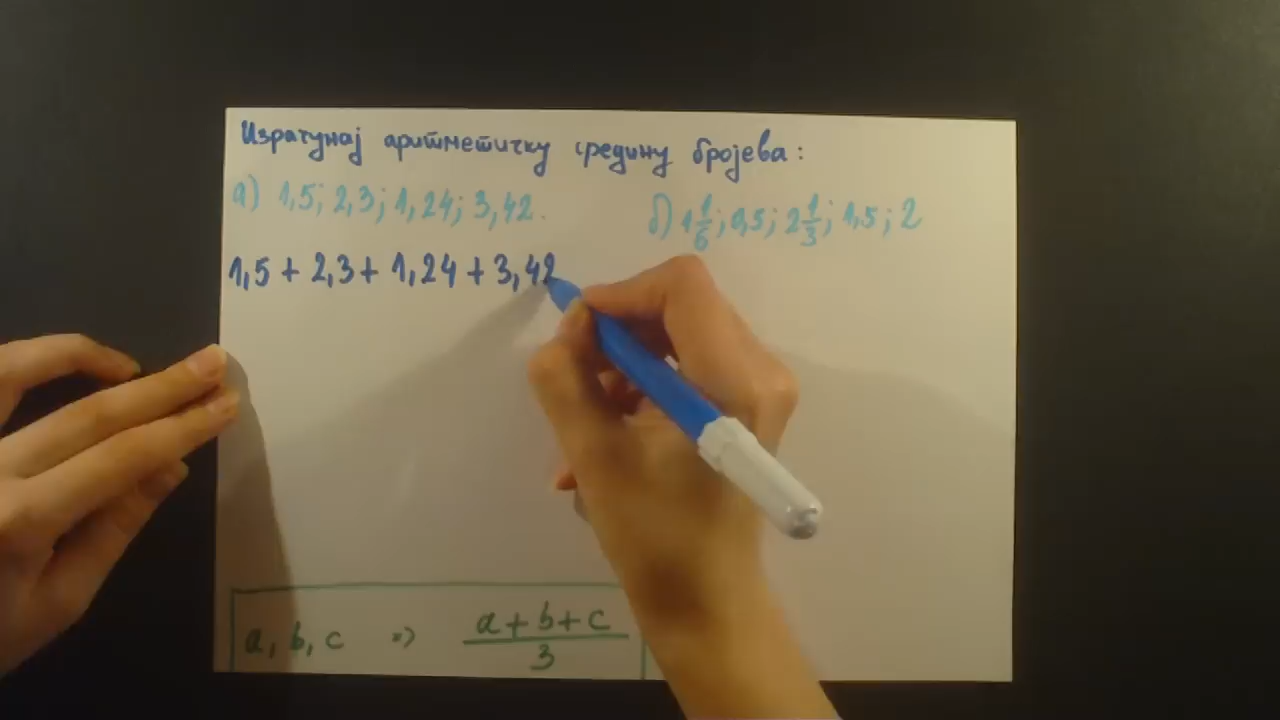 Израчунај аритметичку средину бројева:
а) 1,5; 2,3; 1,24; 3,42.
б) 1 1/6; 0,5; 2 1/3; 1,5; 2
1,5 + 2,3 + 1,24 + 3,42
a, b, c => a+b+c / 3